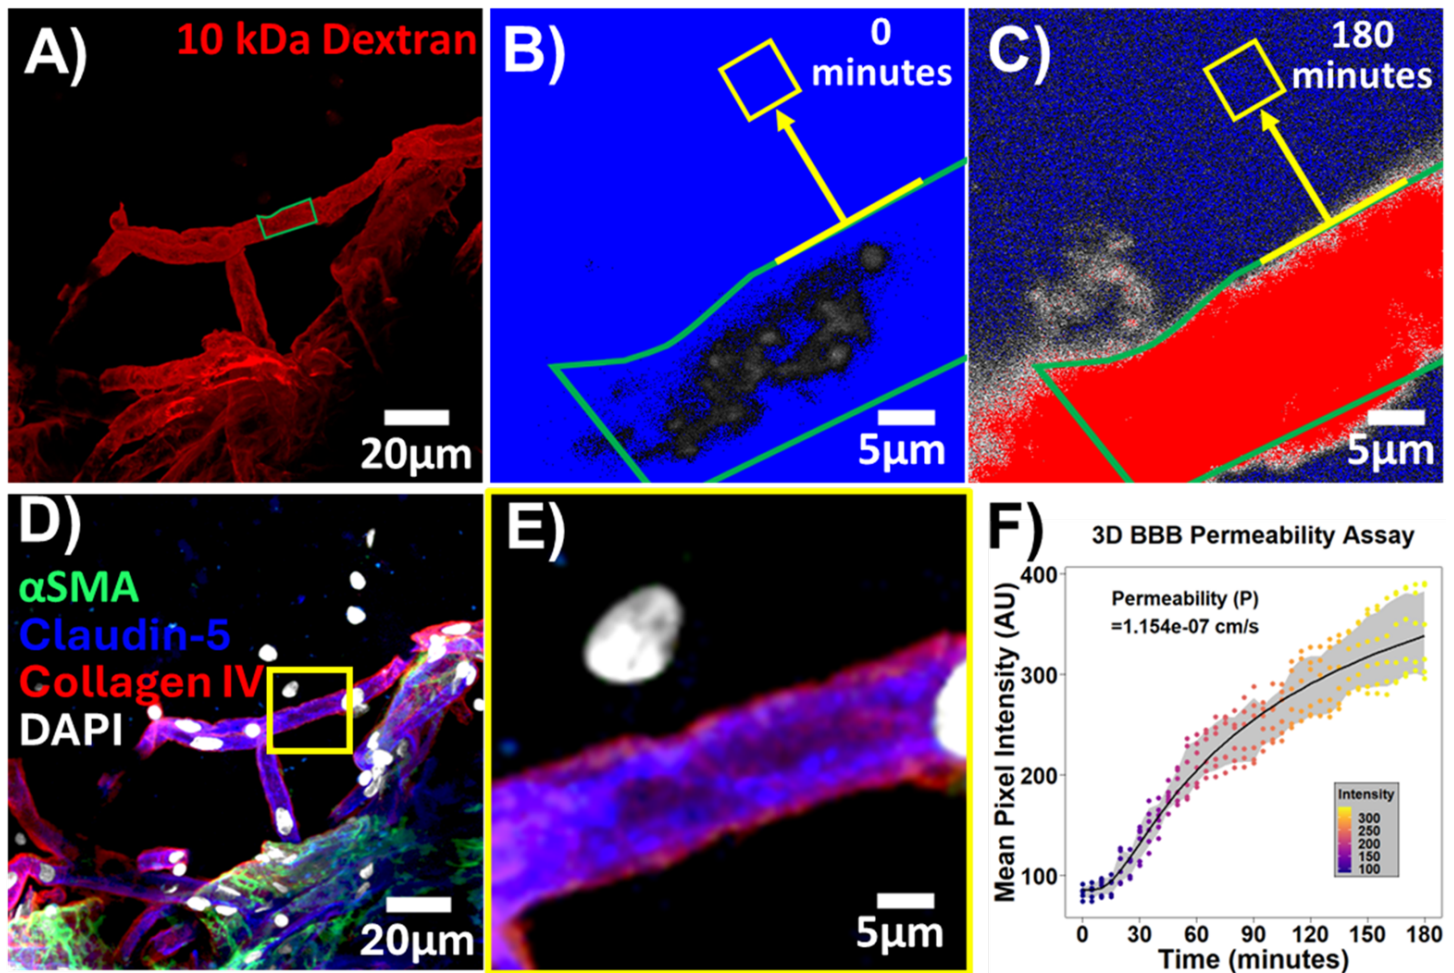 A)
10 kDa Dextran
20µm
B)
0
minutes
5µm
C)
180
minutes
5µm
D)
αSMA
Claudin-5
Collagen IV
DAPI
20µm
E)
5µm
F)
3D BBB Permeability Assay
Permeability (P)
=1.154e-07 cm/s
Mean Pixel Intensity (AU)
400
300
200
100
Intensity
300
250
200
150
100
0 30 60 90 120 150 180
Time (minutes)